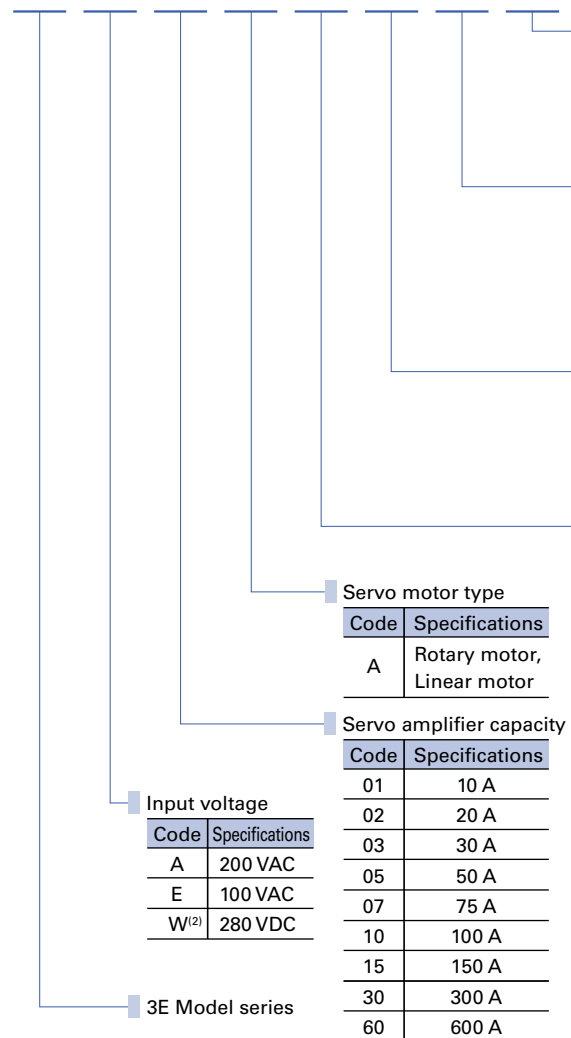 Servo motor type
Code Specifications
A Rotary motor,
Linear motor
Servo amplifier capacity
Code Specifications
01 10 A
02 20 A
03 30 A
05 50 A
07 75 A
10 100 A
15 150 A
30 300 A
60 600 A
Input voltage
Code Specifications
A 200 VAC
E 100 VAC
W(2) 280 VDC
3E Model series